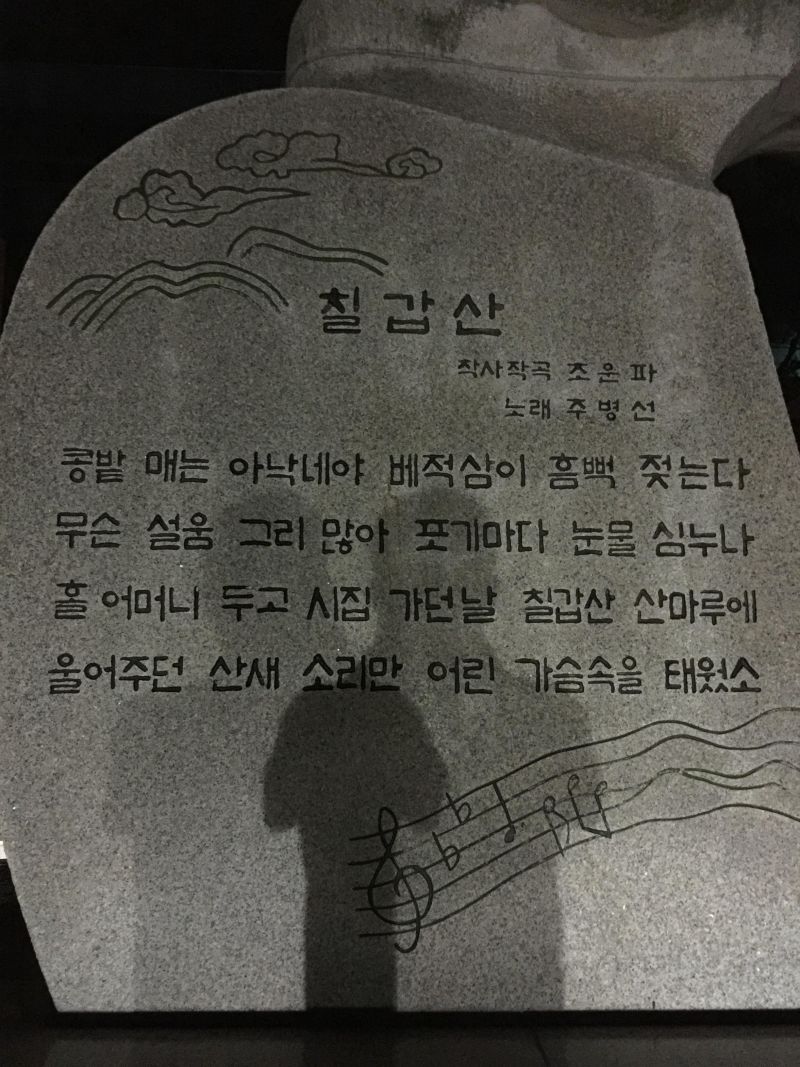 칠갑산
작사작곡 조운파
노래 주병선
콩밭 매는 아낙네야 베적삼이 흠뻑 젖는다
무슨 설움 그리 많아 포기마다 눈물 심누나
홀 어머니 두고 시집 가던날 칠갑산 산마루에
울어주던 산새 소리만 어린 가슴속을 태웠소